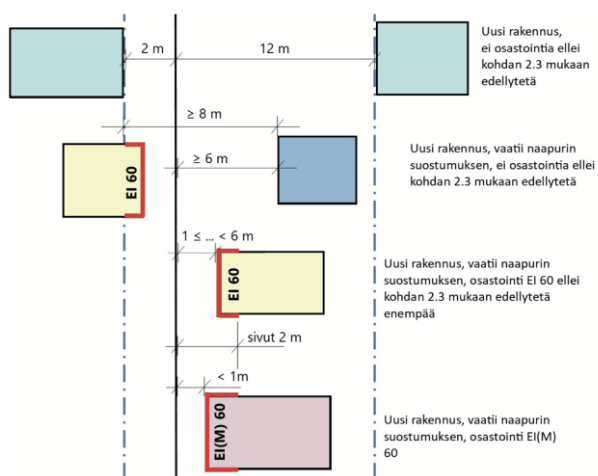 2 m
12 m
Uusi rakennus,
ei osastointia ellei
kohdan 2.3 mukaan
edellytetä
≥ 8 m
≥ 6 m
EI 60
Uusi rakennus, vaatii naapurin
suostumuksen, ei osastointia ellei
kohdan 2.3 mukaan edellytetä
1 ≤ ... < 6 m
EI 60
Uusi rakennus, vaatii naapurin
suostumuksen, osastointi EI 60 ellei
kohdan 2.3 mukaan edellytetä
enempää
sivut 2 m
< 1m
EI(M) 60
Uusi rakennus, vaatii naapurin
suostumuksen, osastointi EI(M)
60